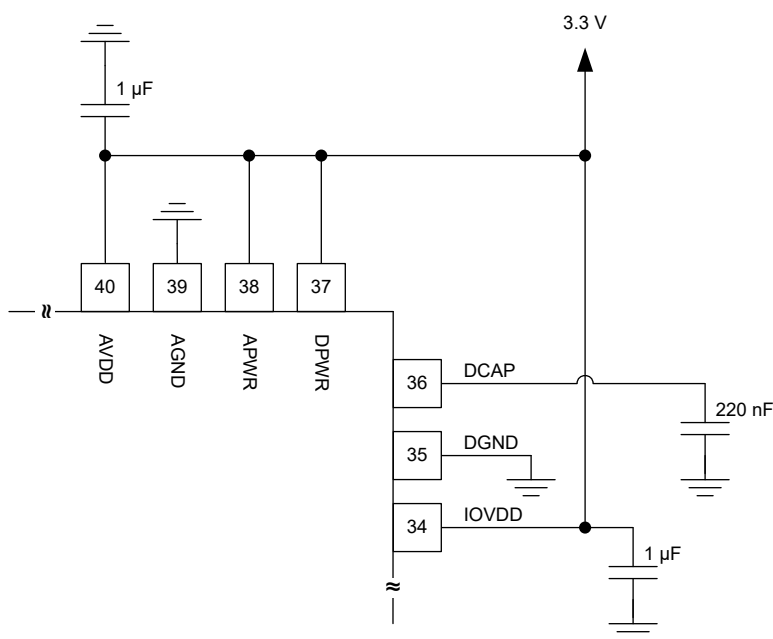 3.3 V
1 µF
40
39
38
37
AVDD
AGND
APWR
DPWR
36
DCAP
220 nF
35
DGND
34
IOVDD
1 µF